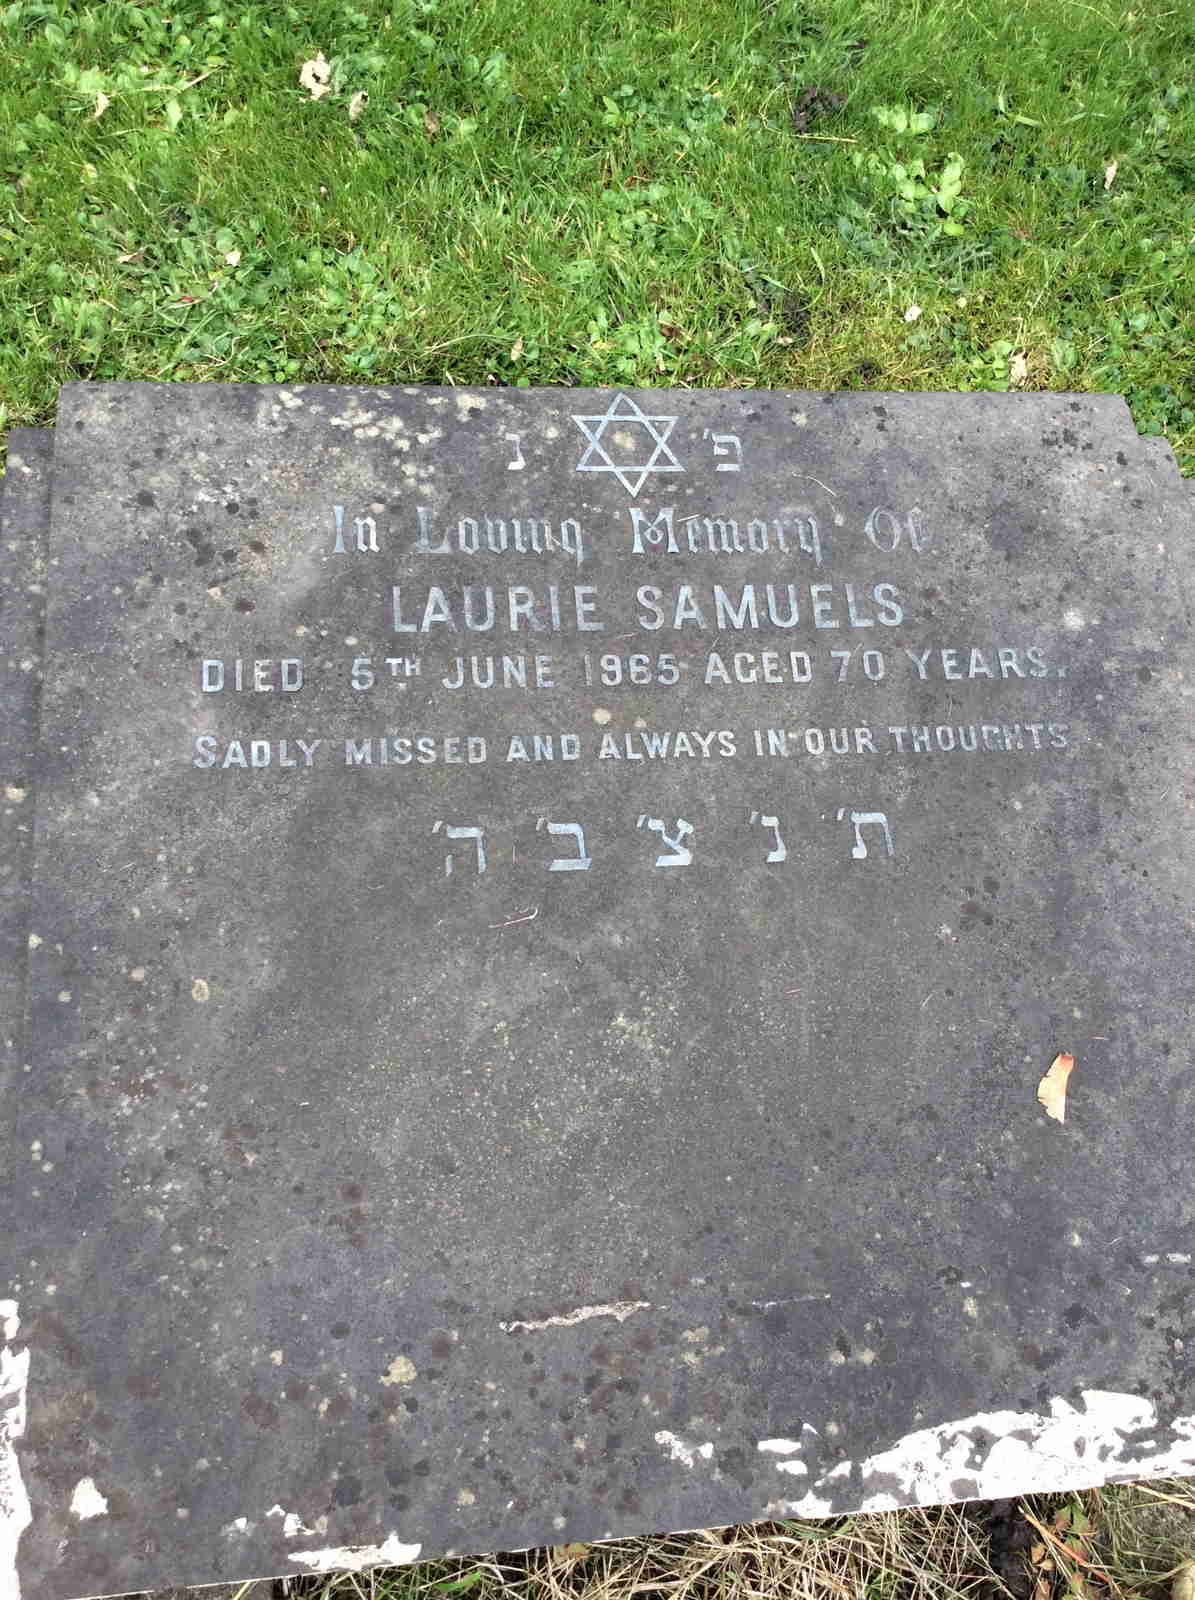 פ' נ
In Loving Memory Of
LAURIE SAMUELS
DIED 5TH JUNE 1965 AGED 70 YEARS.
SADLY MISSED AND ALWAYS IN OUR THOUGHTS
ת' נ' צ' ב' ה'